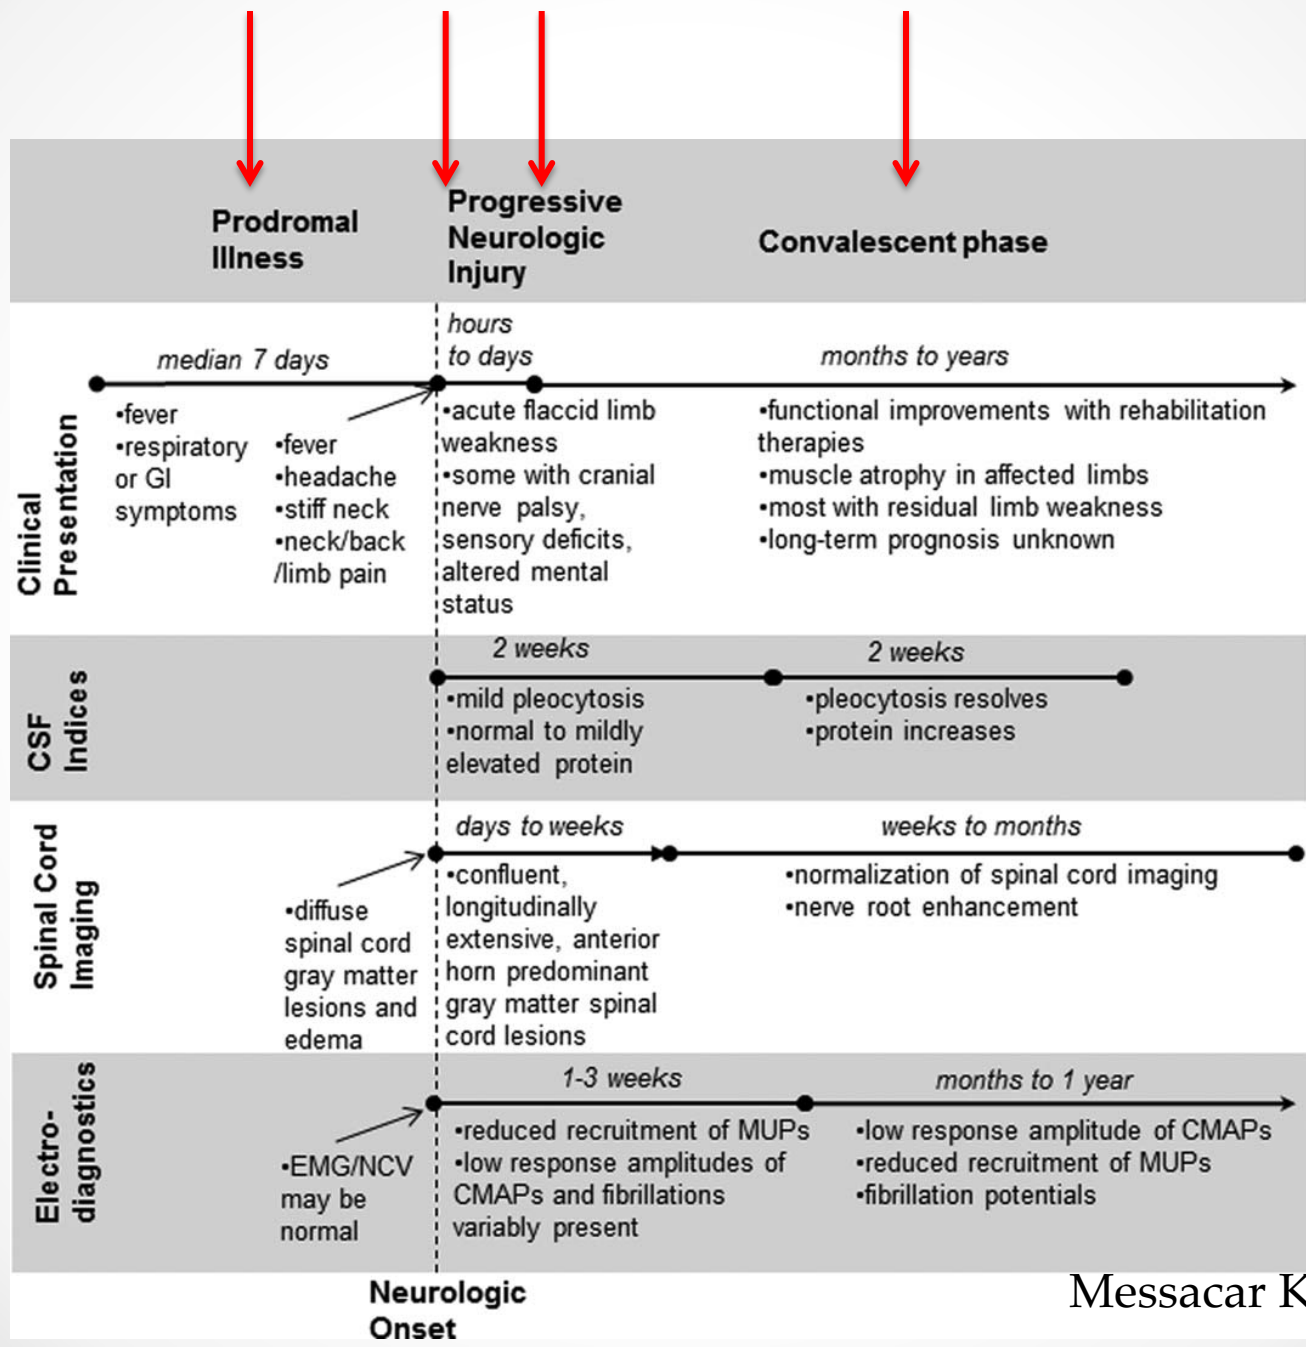 Prodromal
Illness
Progressive
Neurologic
Injury
Convalescent phase
Clinical
Presentation
median 7 days
hours
to days
months to years
•fever
•respiratory
or GI
symptoms
•fever
•headache
•stiff neck
•neck/back
/limb pain
•acute flaccid limb
weakness
•some with cranial
nerve palsy,
sensory deficits,
altered mental
status
•functional improvements with rehabilitation
therapies
•muscle atrophy in affected limbs
•most with residual limb weakness
•long-term prognosis unknown
CSF
Indices
2 weeks
2 weeks
•mild pleocytosis
•normal to mildly
elevated protein
•pleocytosis resolves
•protein increases
Spinal Cord
Imaging
days to weeks
weeks to months
•diffuse
spinal cord
gray matter
lesions and
edema
•confluent,
longitudinally
extensive, anterior
horn predominant
gray matter spinal
cord lesions
•normalization of spinal cord imaging
•nerve root enhancement
Electro-
diagnostics
1-3 weeks
months to 1 year
•EMG/NCV
may be
normal
•reduced recruitment of MUPs
•low response amplitudes of
CMAPs and fibrillations
variably present
•low response amplitude of CMAPs
•reduced recruitment of MUPs
•fibrillation potentials
Neurologic
Onset
Messacar K